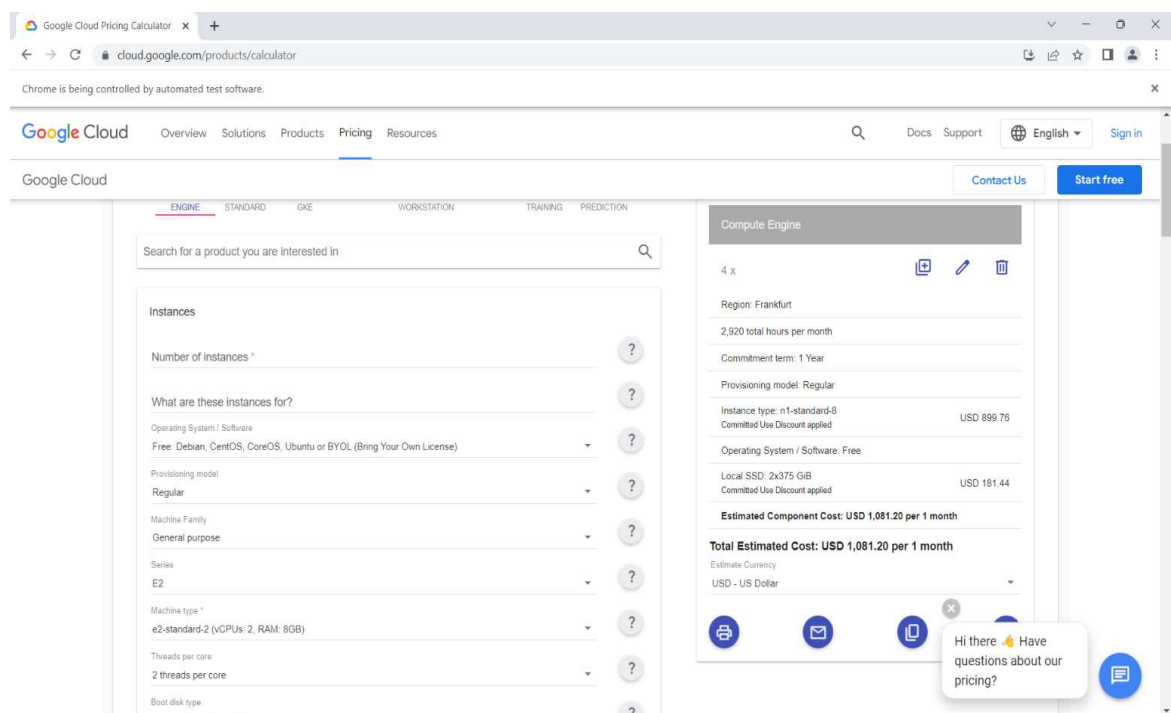 Google Cloud Pricing Calculator
cloud.google.com/products/calculator
Chrome is being controlled by automated test software.
Google Cloud Overview Solutions Products Pricing Resources Docs Support English Sign in
Google Cloud Contact Us Start free
ENGINE STANDARD GKE WORKSTATION TRAINING PREDICTION
Search for a product you are interested in
Instances
Number of instances *
?
What are these instances for?
?
Operating System / Software
Free: Debian, CentOS, CoreOS, Ubuntu or BYOL (Bring Your Own License)
?
Provisioning model
Regular
?
Machine Family
General purpose
?
Series
E2
?
Machine type *
e2-standard-2 (vCPUs: 2, RAM: 8GB)
?
Threads per core
2 threads per core
?
Boot disk type
?
Compute Engine
4 x
Region: Frankfurt
2,920 total hours per month
Commitment term: 1 Year
Provisioning model: Regular
Instance type: n1-standard-8 USD 899.76
Committed Use Discount applied
Operating System / Software: Free
Local SSD: 2x375 GiB USD 181.44
Committed Use Discount applied
Estimated Component Cost: USD 1,081.20 per 1 month
Total Estimated Cost: USD 1,081.20 per 1 month
Estimate Currency
USD - US Dollar
Hi there 👋 Have
questions about our
pricing?